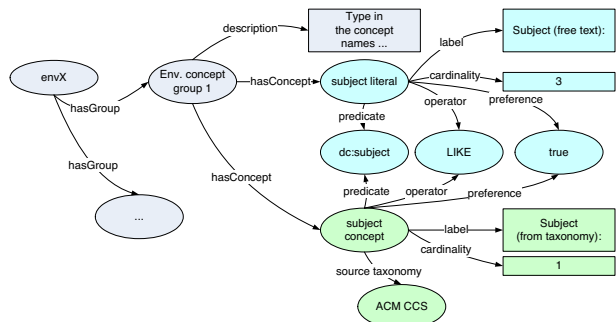 Type in
the concept
names ...
description
Subject (free text):
label
envX
Env. concept
group 1
hasConcept
subject literal
cardinality
3
hasGroup
operator
preference
predicate
dc:subject
LIKE
true
hasGroup
hasConcept
predicate
operator
preference
...
subject
concept
label
Subject
(from taxonomy):
cardinality
1
source taxonomy
ACM CCS